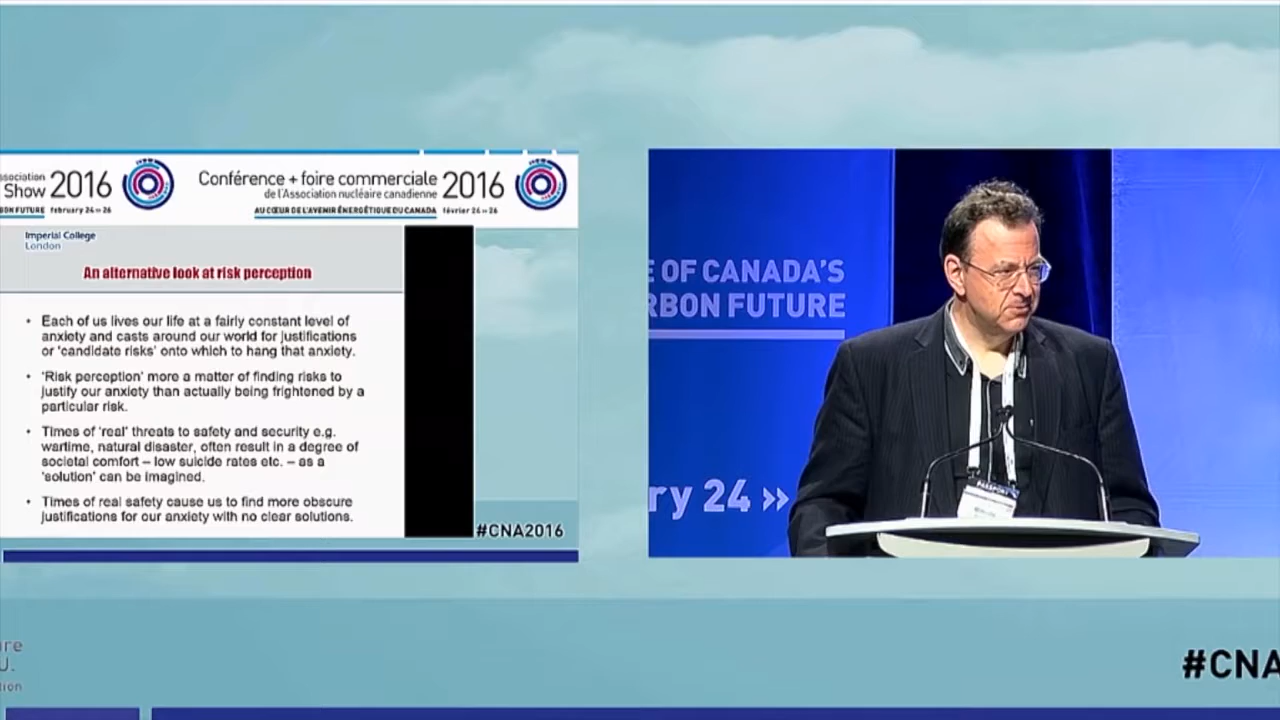 ssociation
Show 2016
BON FUTURE february 24 » 26
Conférence + foire commerciale 2016
de l'Association nucléaire canadienne
AU CŒUR DE L'AVENIR ÉNERGÉTIQUE DU CANADA février 24 » 26
Imperial College
London
An alternative look at risk perception
• Each of us lives our life at a fairly constant level of
anxiety and casts around our world for justifications
or 'candidate risks' onto which to hang that anxiety.
• 'Risk perception' more a matter of finding risks to
justify our anxiety than actually being frightened by a
particular risk.
• Times of 'real' threats to safety and security e.g.
wartime, natural disaster, often result in a degree of
societal comfort – low suicide rates etc. – as a
'solution' can be imagined.
• Times of real safety cause us to find more obscure
justifications for our anxiety with no clear solutions.
#CNA2016
E OF CANADA'S
RBON FUTURE
ry 24 »
PASSPORT
ire
U.
tion
#CNA